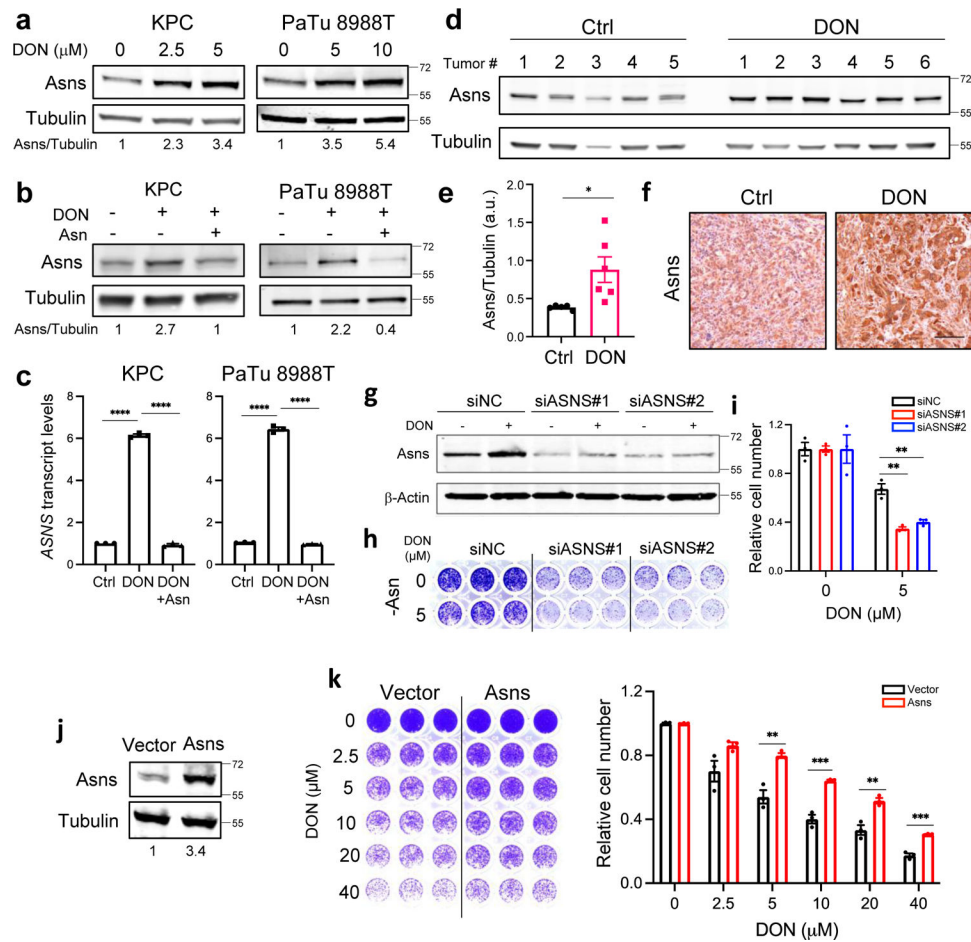 a
KPC
PaTu 8988T
DON (μM) 0 2.5 5 0 5 10
Asns
72
55
Tubulin
55
Asns/Tubulin 1 2.3 3.4 1 3.5 5.4
b
KPC
PaTu 8988T
DON - + + - + +
Asn - - + - - +
Asns
72
55
Tubulin
55
Asns/Tubulin 1 2.7 1 1 2.2 0.4
c
KPC
PaTu 8988T
ASNS transcript levels
8
6
4
2
0
**** ****
**** ****
Ctrl DON DON+Asn
Ctrl DON DON+Asn
d
Ctrl
DON
Tumor # 1 2 3 4 5 1 2 3 4 5 6
Asns
72
55
Tubulin
55
e
Asns/Tubulin (a.u.)
2.0
1.5
1.0
0.5
0.0
*
Ctrl DON
f
Ctrl
DON
Asns
g
siNC siASNS#1 siASNS#2
DON - + - + - +
Asns
72
55
β-Actin
55
h
DON (μM)
siNC siASNS#1 siASNS#2
-Asn
0
5
i
siNC
siASNS#1
siASNS#2
Relative cell number
1.2
0.8
0.4
0.0
**
**
0 5
DON (μM)
j
Vector Asns
Asns
72
55
Tubulin
55
1 3.4
k
Vector Asns
DON (μM)
0
2.5
5
10
20
40
Vector
Asns
Relative cell number
1.2
0.8
0.4
0.0
** *** ** ***
0 2.5 5 10 20 40
DON (μM)